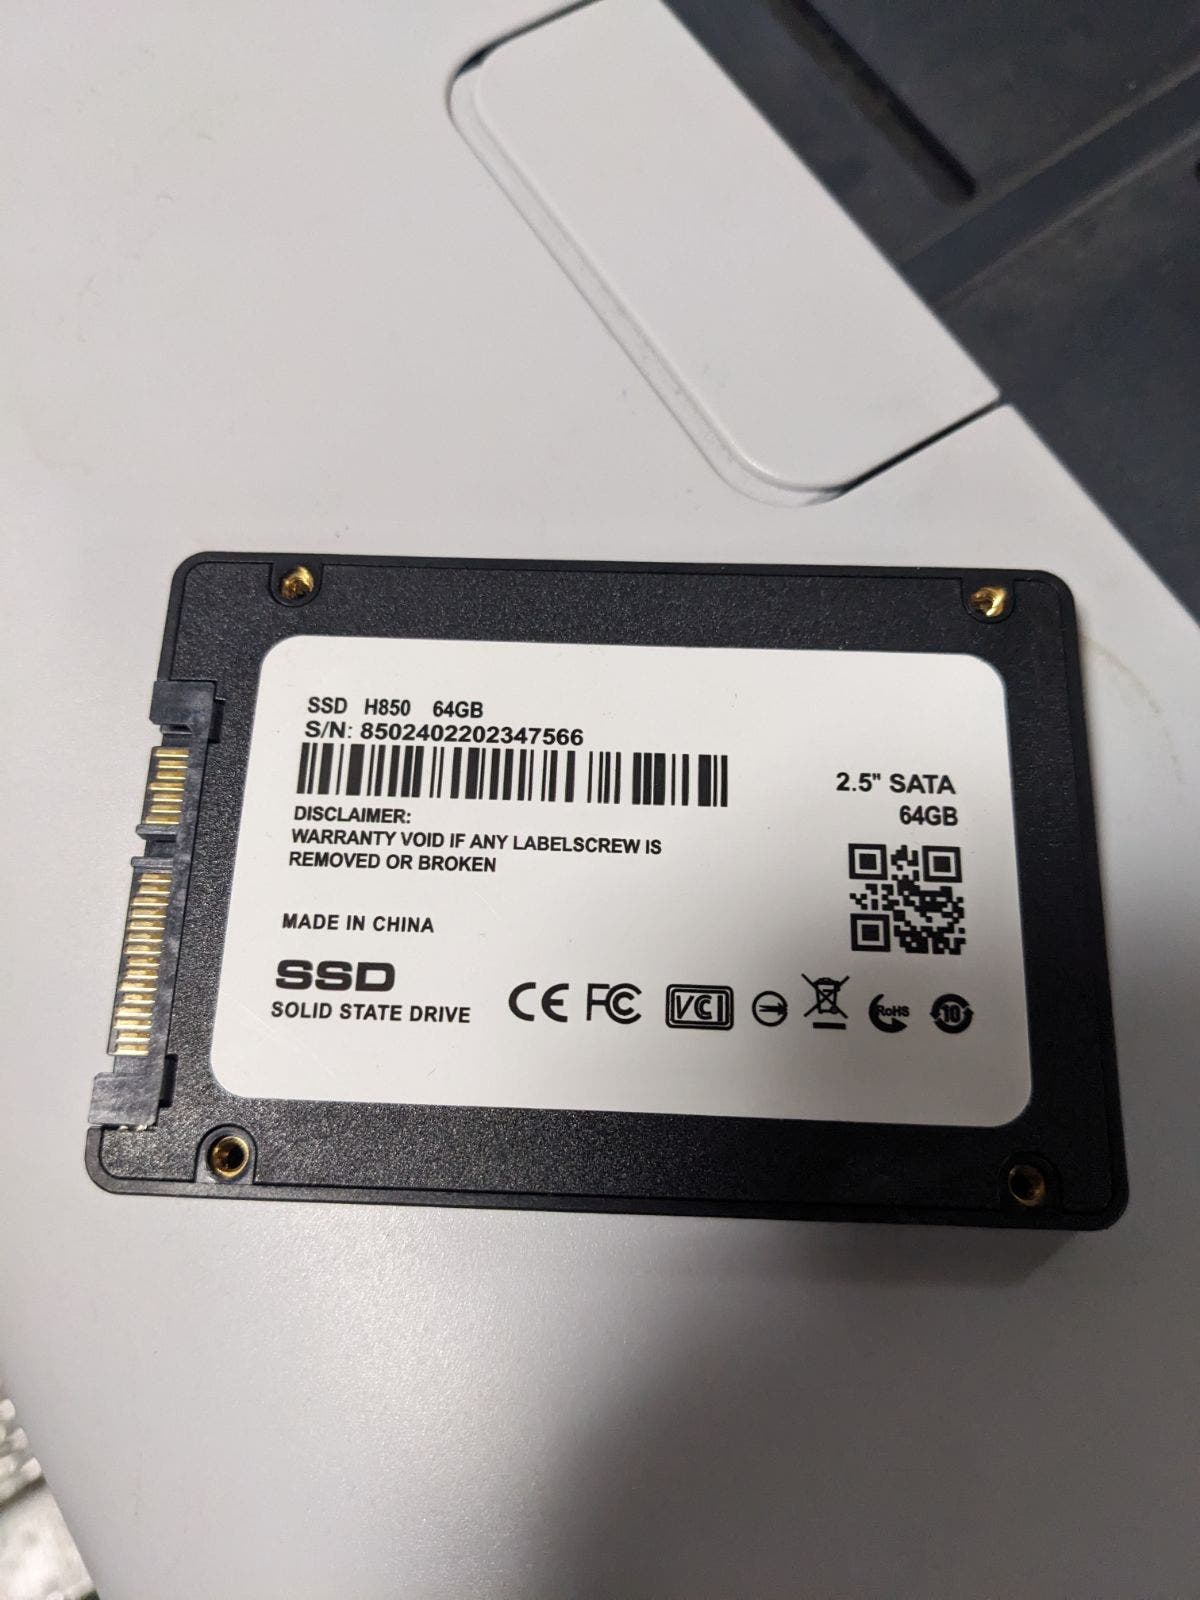 SSD H850 64GB
S/N: 8502402202347566
DISCLAIMER:
WARRANTY VOID IF ANY LABELSCREW IS
REMOVED OR BROKEN
MADE IN CHINA
SSD
SOLID STATE DRIVE
2.5" SATA
64GB
CE FC VCI RoHS 10